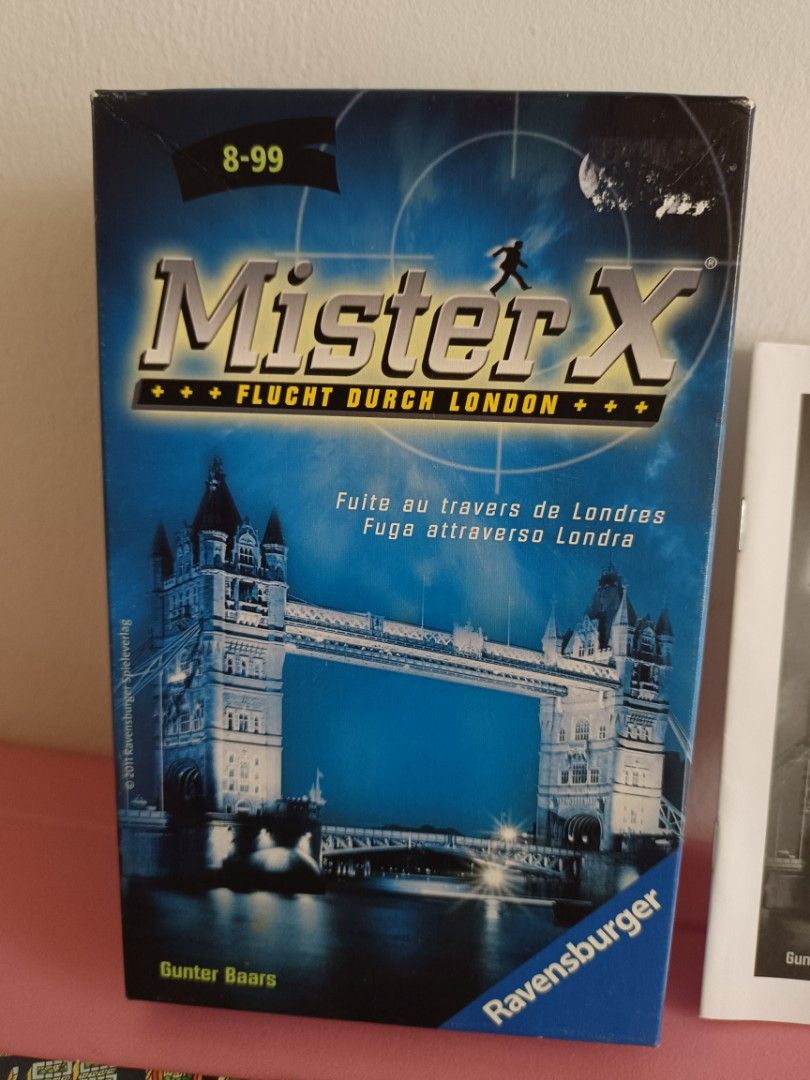 8-99
Mister X®
+ + + FLUCHT DURCH LONDON + + +
Fuite au travers de Londres
Fuga attraverso Londra
© 2011 Ravensburger Spieleverlag
Gunter Baars
Ravensburger
Gun